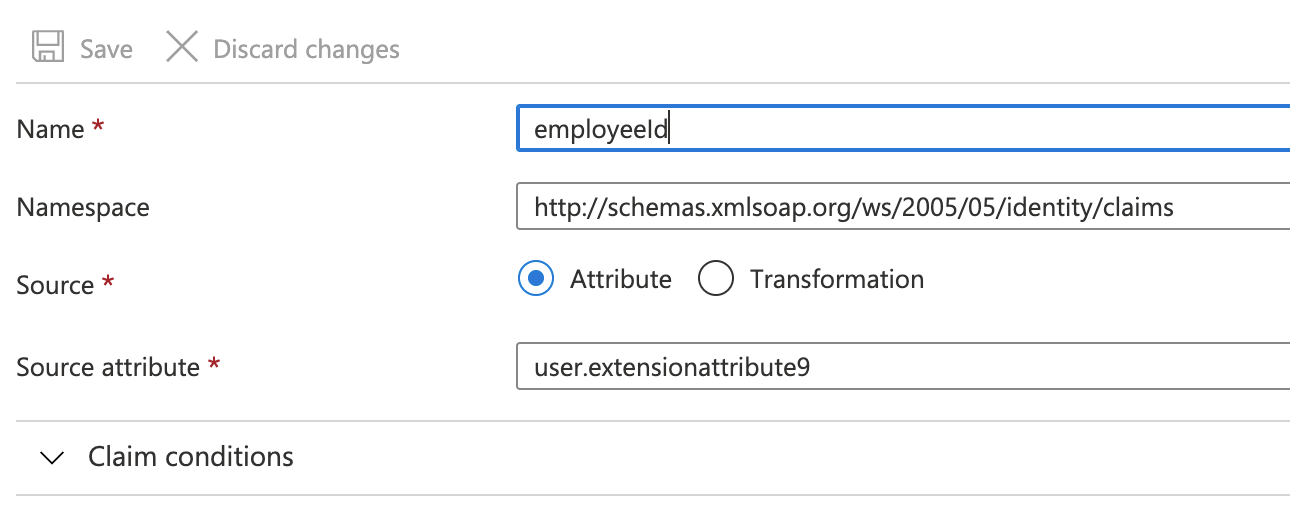 Save Discard changes
Name * employeeId
Namespace http://schemas.xmlsoap.org/ws/2005/05/identity/claims
Source * Attribute Transformation
Source attribute * user.extensionattribute9
Claim conditions